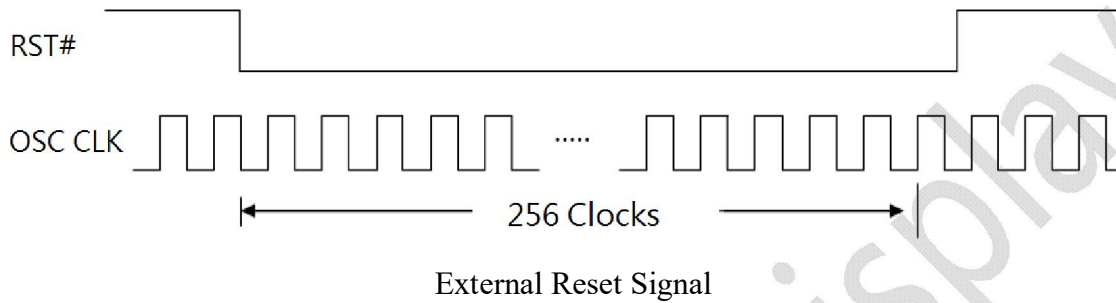 RST#
OSC CLK
.....
256 Clocks
External Reset Signal